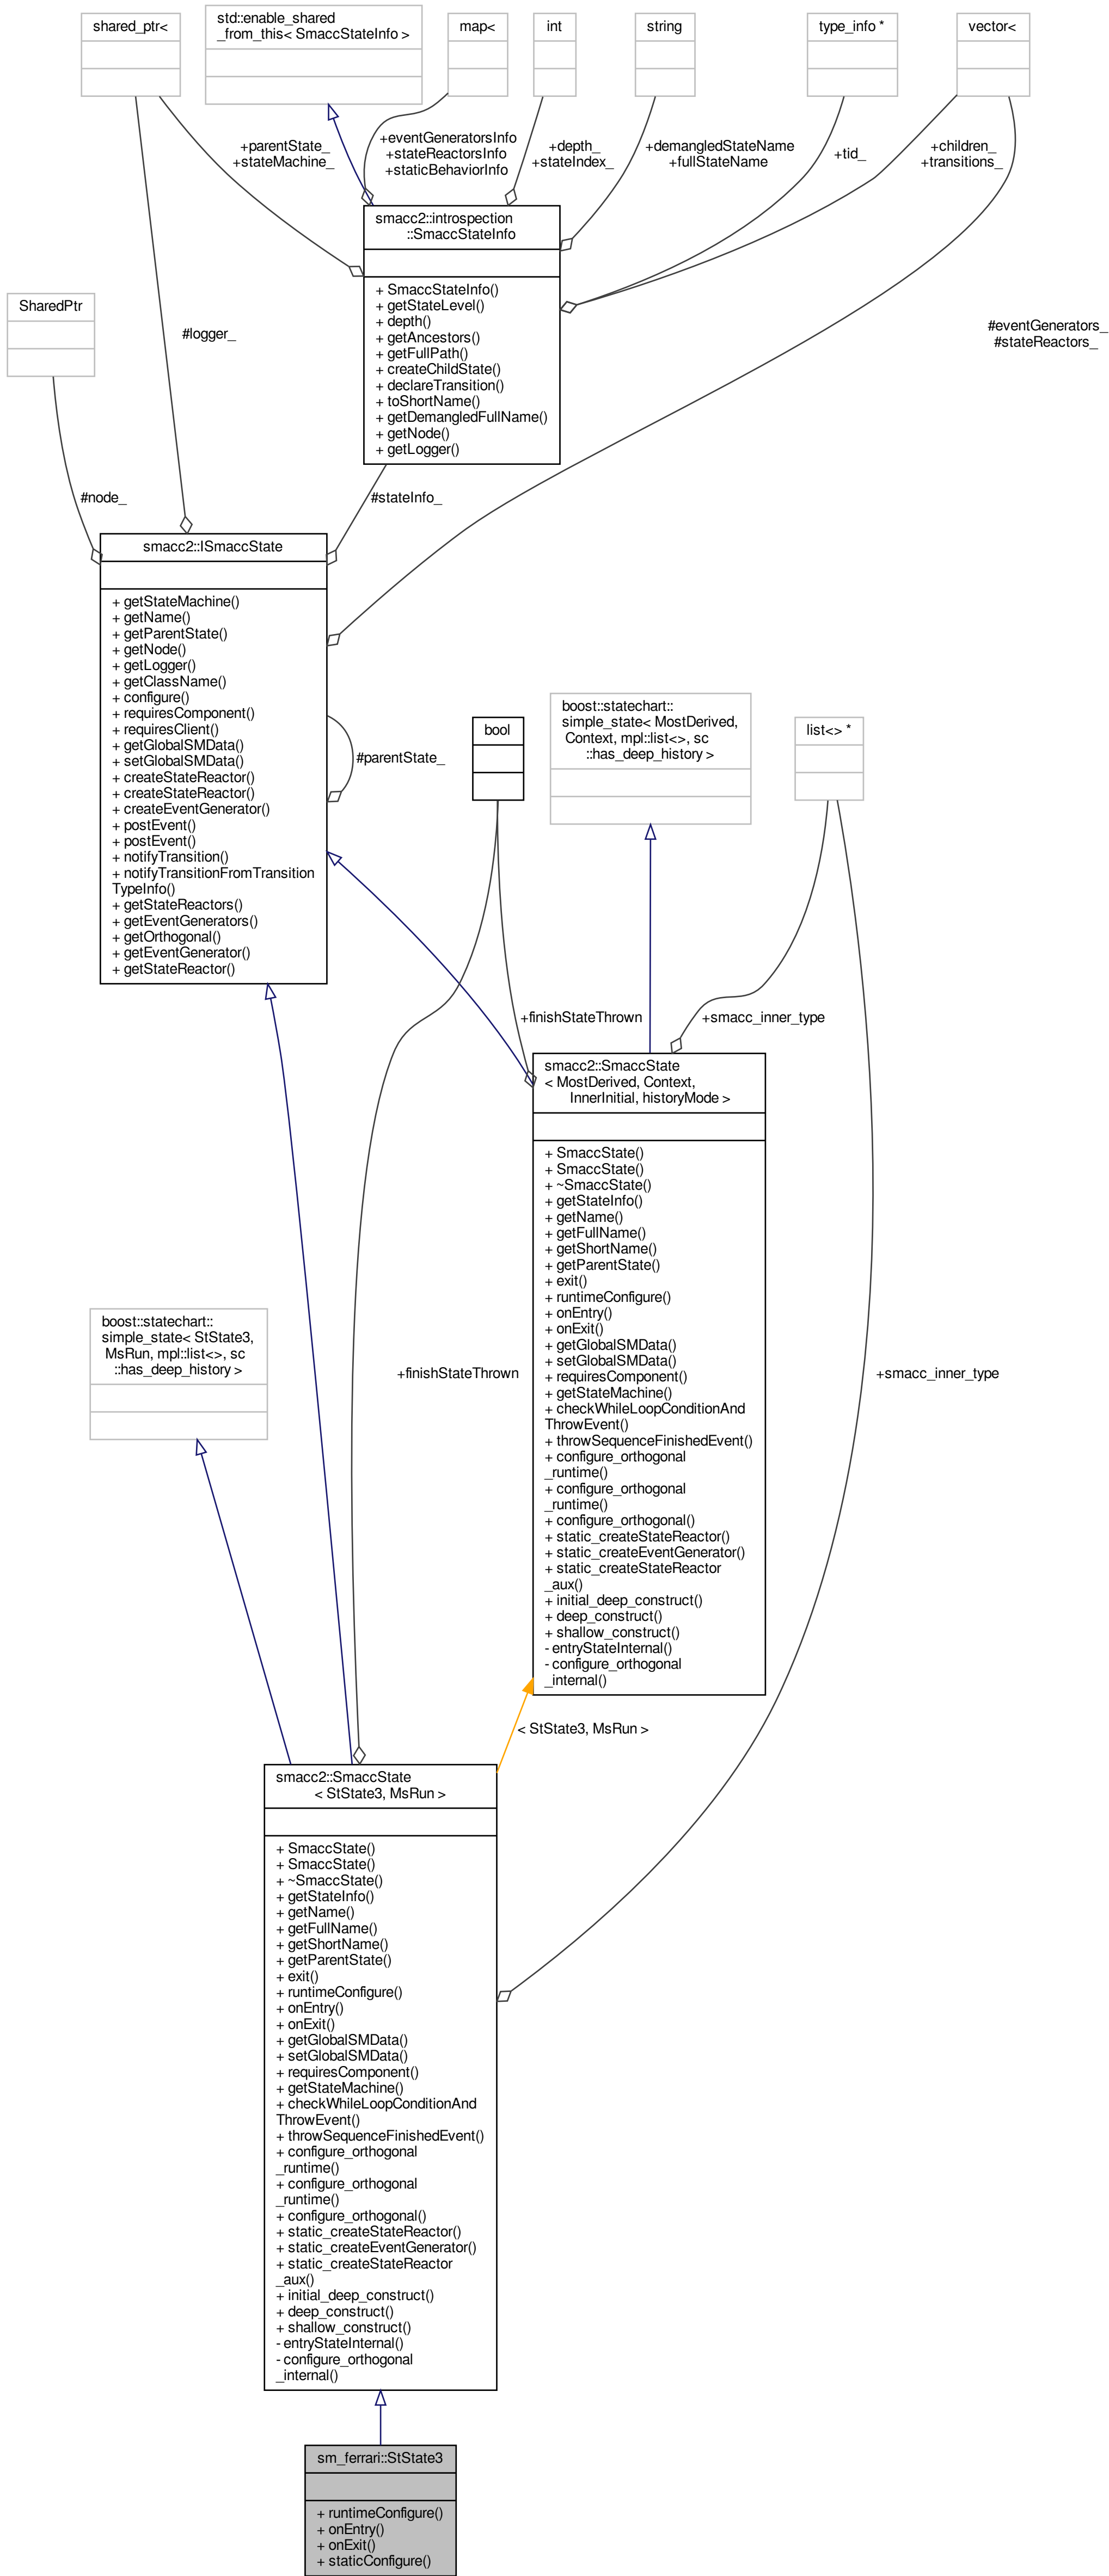 shared_ptr<
std::enable_shared
_from_this< SmaccStateInfo >
map<
int
string
type_info *
vector<
+parentState_
+stateMachine_
+eventGeneratorsInfo
+stateReactorsInfo
+staticBehaviorInfo
+depth_
+stateIndex_
+demangledStateName
+fullStateName
+tid_
+children_
+transitions_
smacc2::introspection
::SmaccStateInfo
+ SmaccStateInfo()
+ getStateLevel()
+ depth()
+ getAncestors()
+ getFullPath()
+ createChildState()
+ declareTransition()
+ toShortName()
+ getDemangledFullName()
+ getNode()
+ getLogger()
SharedPtr
#logger_
#eventGenerators_
#stateReactors_
#node_
#stateInfo_
smacc2::ISmaccState
+ getStateMachine()
+ getName()
+ getParentState()
+ getNode()
+ getLogger()
+ getClassName()
+ configure()
+ requiresComponent()
+ requiresClient()
+ getGlobalSMData()
+ setGlobalSMData()
+ createStateReactor()
+ createStateReactor()
+ createEventGenerator()
+ postEvent()
+ postEvent()
+ notifyTransition()
+ notifyTransitionFromTransition
TypeInfo()
+ getStateReactors()
+ getEventGenerators()
+ getOrthogonal()
+ getEventGenerator()
+ getStateReactor()
#parentState_
bool
boost::statechart::
simple_state< MostDerived,
Context, mpl::list<>, sc
::has_deep_history >
list<> *
+finishStateThrown
+smacc_inner_type
smacc2::SmaccState
< MostDerived, Context,
InnerInitial, historyMode >
+ SmaccState()
+ SmaccState()
+ ~SmaccState()
+ getStateInfo()
+ getName()
+ getFullName()
+ getShortName()
+ getParentState()
+ exit()
+ runtimeConfigure()
+ onEntry()
+ onExit()
+ getGlobalSMData()
+ setGlobalSMData()
+ requiresComponent()
+ getStateMachine()
+ checkWhileLoopConditionAnd
ThrowEvent()
+ throwSequenceFinishedEvent()
+ configure_orthogonal
_runtime()
+ configure_orthogonal
_runtime()
+ configure_orthogonal()
+ static_createStateReactor()
+ static_createEventGenerator()
+ static_createStateReactor
_aux()
+ initial_deep_construct()
+ deep_construct()
+ shallow_construct()
- entryStateInternal()
- configure_orthogonal
_internal()
boost::statechart::
simple_state< StState3,
MsRun, mpl::list<>, sc
::has_deep_history >
+finishStateThrown
+smacc_inner_type
< StState3, MsRun >
smacc2::SmaccState
< StState3, MsRun >
+ SmaccState()
+ SmaccState()
+ ~SmaccState()
+ getStateInfo()
+ getName()
+ getFullName()
+ getShortName()
+ getParentState()
+ exit()
+ runtimeConfigure()
+ onEntry()
+ onExit()
+ getGlobalSMData()
+ setGlobalSMData()
+ requiresComponent()
+ getStateMachine()
+ checkWhileLoopConditionAnd
ThrowEvent()
+ throwSequenceFinishedEvent()
+ configure_orthogonal
_runtime()
+ configure_orthogonal
_runtime()
+ configure_orthogonal()
+ static_createStateReactor()
+ static_createEventGenerator()
+ static_createStateReactor
_aux()
+ initial_deep_construct()
+ deep_construct()
+ shallow_construct()
- entryStateInternal()
- configure_orthogonal
_internal()
sm_ferrari::StState3
+ runtimeConfigure()
+ onEntry()
+ onExit()
+ staticConfigure()